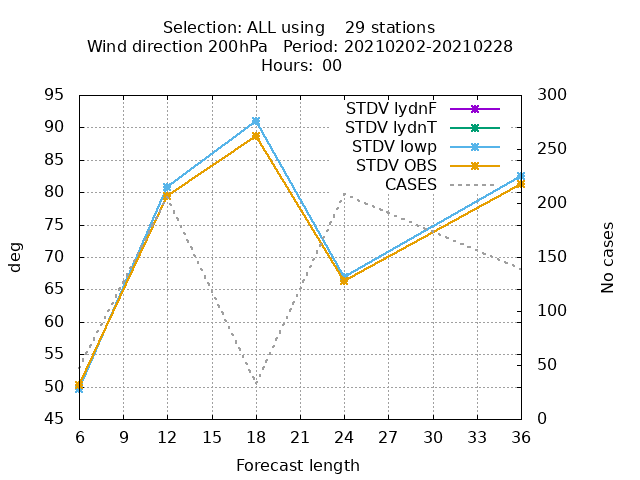 Selection: ALL using    29 stations
Wind direction 200hPa   Period: 20210202-20210228
Hours: 00
STDV lydnF
STDV lydnT
STDV lowp
STDV OBS
CASES
deg
95
90
85
80
75
70
65
60
55
50
45
300
250
200
150
100
50
0
No cases
6 9 12 15 18 21 24 27 30 33 36
Forecast length